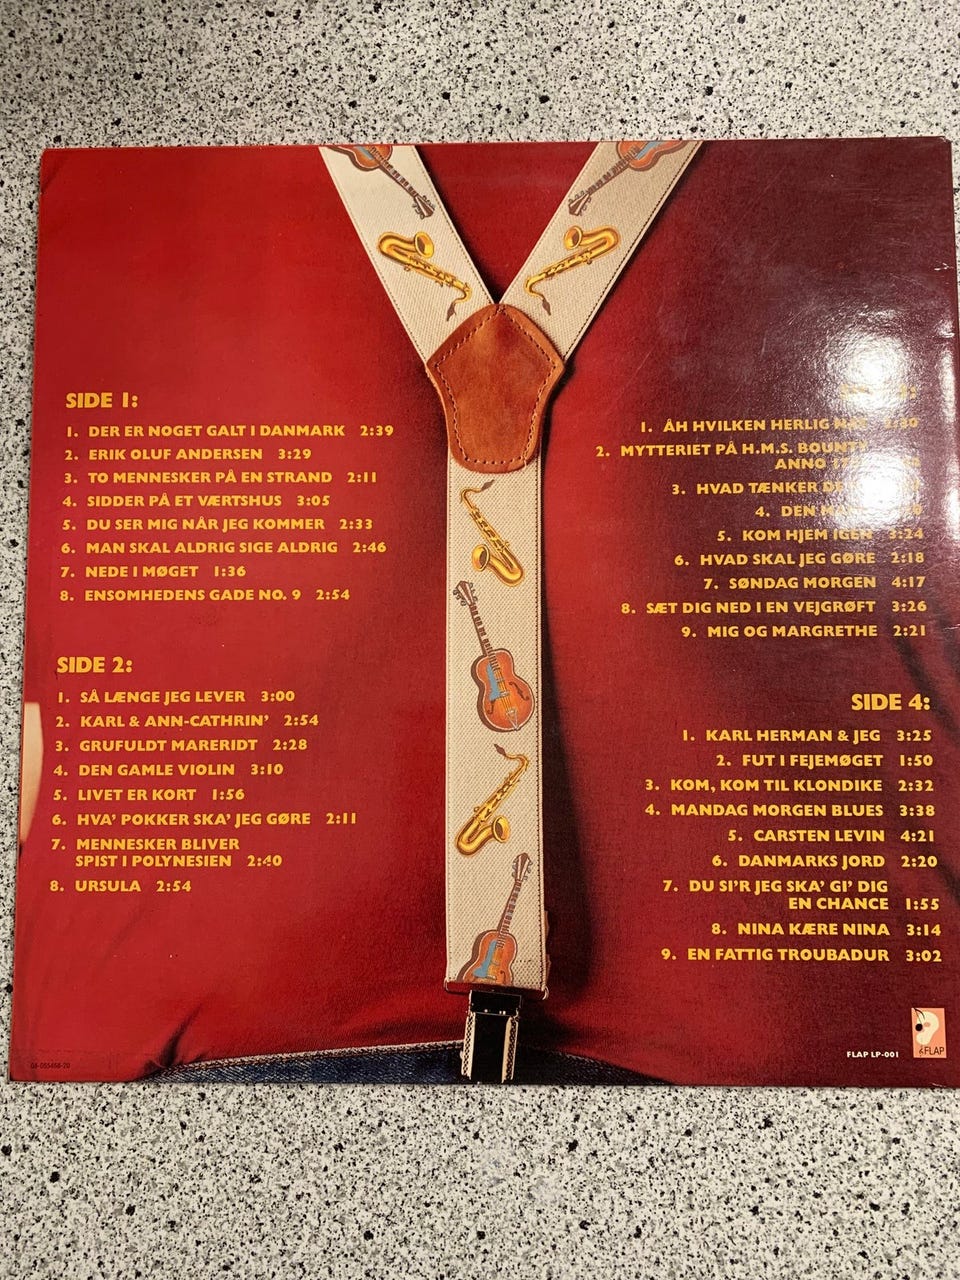 SIDE 1:
1. DER ER NOGET GALT I DANMARK 2:39
2. ERIK OLUF ANDERSEN 3:29
3. TO MENNESKER PÅ EN STRAND 2:11
4. SIDDER PÅ ET VÆRTSHUS 3:05
5. DU SER MIG NÅR JEG KOMMER 2:33
6. MAN SKAL ALDRIG SIGE ALDRIG 2:46
7. NEDE I MØGET 1:36
8. ENSOMHEDENS GADE NO. 9 2:54
SIDE 2:
1. SÅ LÆNGE JEG LEVER 3:00
2. KARL & ANN-CATHRIN' 2:54
3. GRUFULDT MARERIDT 2:28
4. DEN GAMLE VIOLIN 3:10
5. LIVET ER KORT 1:56
6. HVA' POKKER SKA' JEG GØRE 2:11
7. MENNESKER BLIVER
SPIST I POLYNESIEN 2:40
8. URSULA 2:54
1. ÅH HVILKEN HERLIG
2. MYTTERIET PÅ H.M.S. BOUNTY
ANNO
3. HVAD TÆNKER
4. DEN
5. KOM HJEM IGEN 3:24
6. HVAD SKAL JEG GØRE 2:18
7. SØNDAG MORGEN 4:17
8. SÆT DIG NED I EN VEJGRØFT 3:26
9. MIG OG MARGRETHE 2:21
SIDE 4:
1. KARL HERMAN & JEG 3:25
2. FUT I FEJEMØGET 1:50
3. KOM, KOM TIL KLONDIKE 2:32
4. MANDAG MORGEN BLUES 3:38
5. CARSTEN LEVIN 4:21
6. DANMARKS JORD 2:20
7. DU SI'R JEG SKA' GI' DIG
EN CHANCE 1:55
8. NINA KÆRE NINA 3:14
9. EN FATTIG TROUBADUR 3:02
FLAP LP-001
FLAP